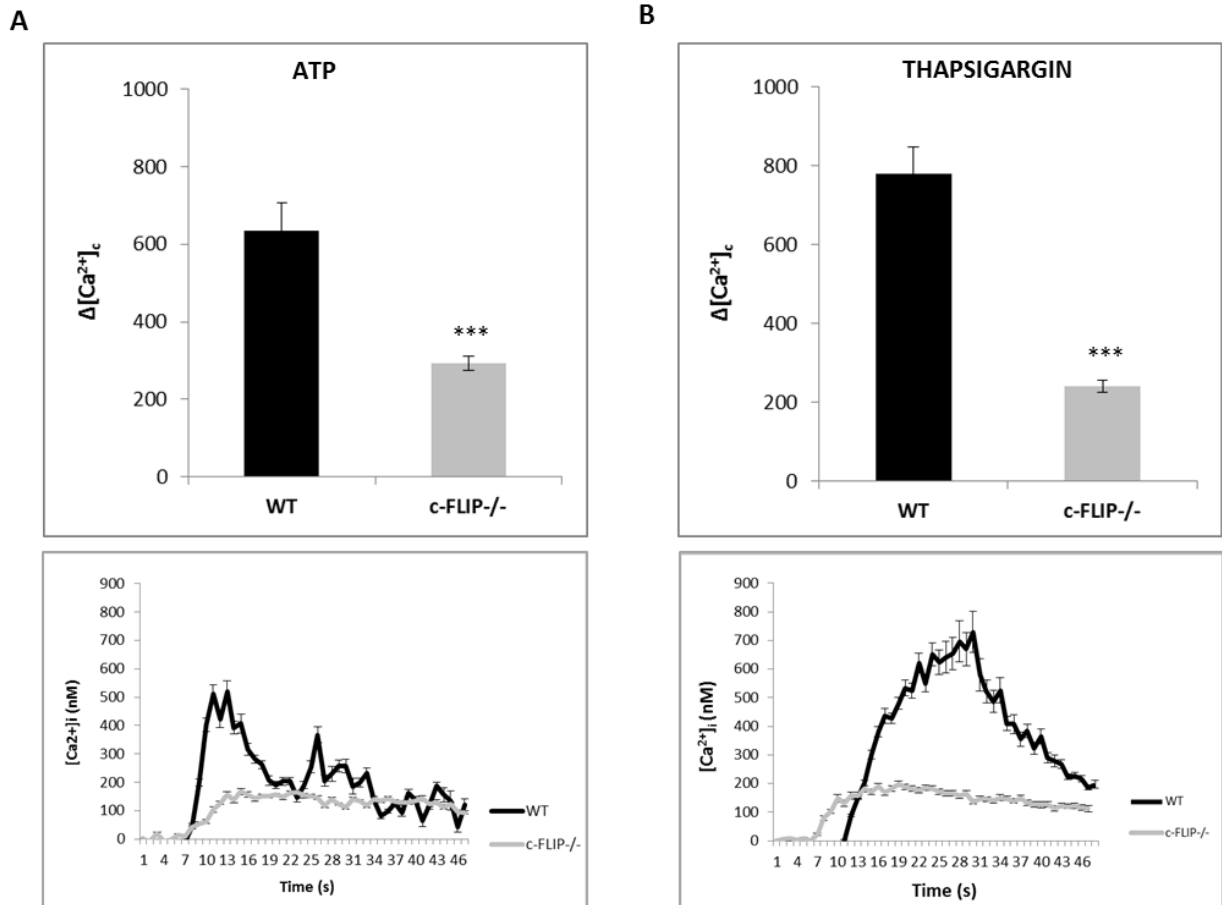 A
ATP
1000
800
600
400
200
0
Δ[Ca²⁺]c
***
WT
c-FLIP-/-
900
800
700
600
500
400
300
200
100
0
[Ca2+]i (nM)
1 4 7 10 13 16 19 22 25 28 31 34 37 40 43 46
Time (s)
WT
c-FLIP-/-
B
THAPSIGARGIN
1000
800
600
400
200
0
Δ[Ca²⁺]c
***
WT
c-FLIP-/-
900
800
700
600
500
400
300
200
100
0
[Ca²⁺]i (nM)
1 4 7 10 13 16 19 22 25 28 31 34 37 40 43 46
Time (s)
WT
c-FLIP-/-